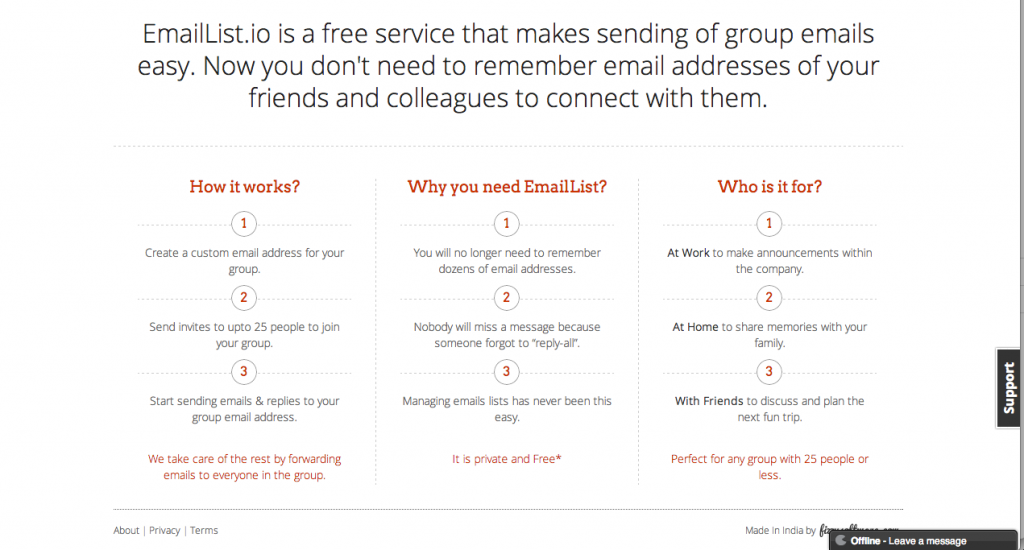 EmailList.io is a free service that makes sending of group emails
easy. Now you don't need to remember email addresses of your
friends and colleagues to connect with them.
How it works?
1
Create a custom email address for your
group.
2
Send invites to upto 25 people to join
your group.
3
Start sending emails & replies to your
group email address.
We take care of the rest by forwarding
emails to everyone in the group.
Why you need EmailList?
1
You will no longer need to remember
dozens of email addresses.
2
Nobody will miss a message because
someone forgot to “reply-all”.
3
Managing emails lists has never been this
easy.
It is private and Free*
Who is it for?
1
At Work to make announcements within
the company.
2
At Home to share memories with your
family.
3
With Friends to discuss and plan the
next fun trip.
Perfect for any group with 25 people or
less.
Support
About | Privacy | Terms
Made in India by
Offline - Leave a message